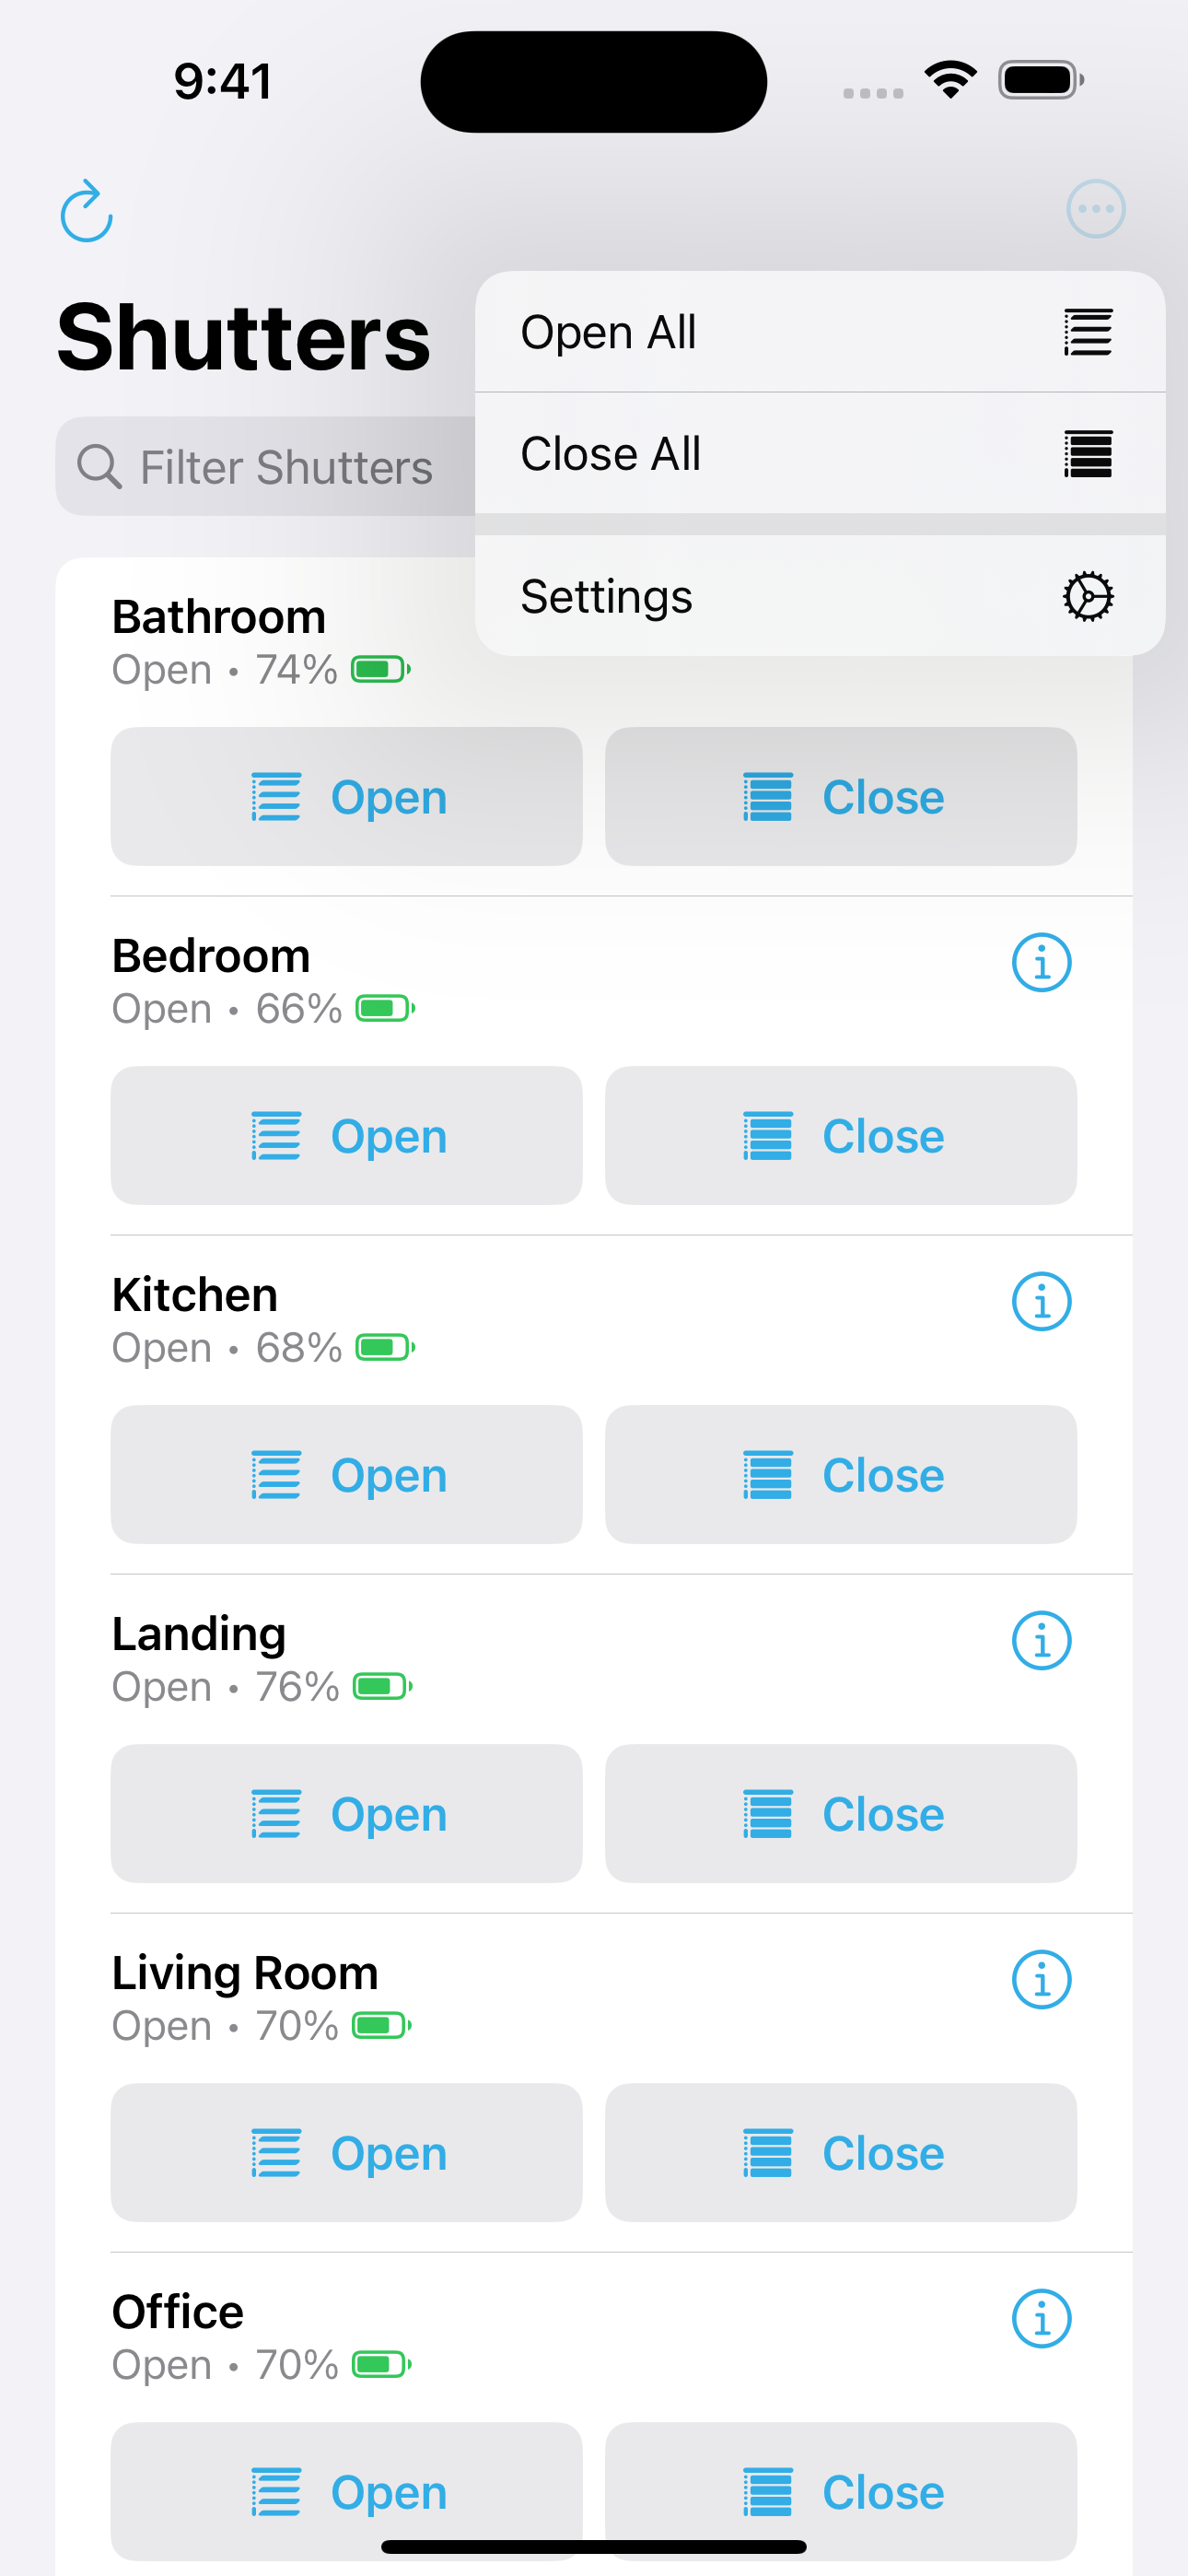 9:41
Shutters
Open All
Close All
Settings
Filter Shutters
Bathroom
Open • 74%
Open
Close
Bedroom
Open • 66%
Open
Close
Kitchen
Open • 68%
Open
Close
Landing
Open • 76%
Open
Close
Living Room
Open • 70%
Open
Close
Office
Open • 70%
Open
Close